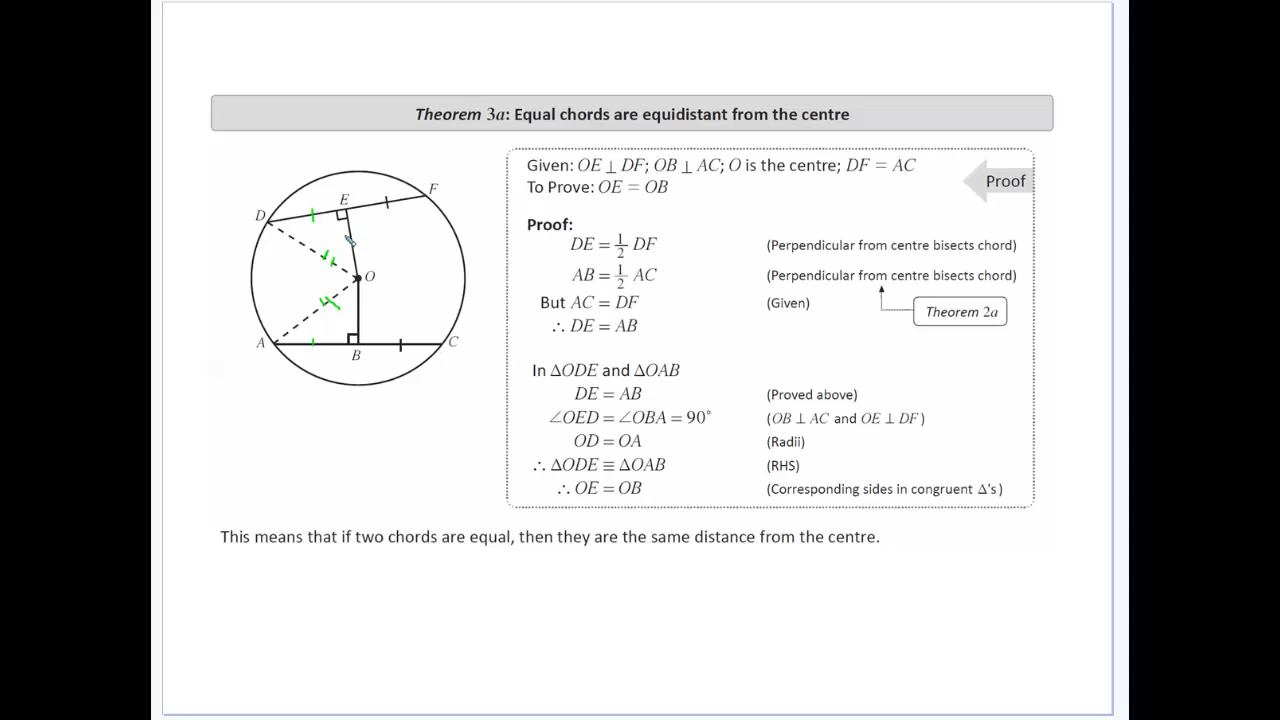 Theorem 3a: Equal chords are equidistant from the centre
D
E
F
O
A
B
C
Given: OE ⊥ DF; OB ⊥ AC; O is the centre; DF = AC
To Prove: OE = OB
Proof
Proof:
DE = 1/2 DF (Perpendicular from centre bisects chord)
AB = 1/2 AC (Perpendicular from centre bisects chord)
But AC = DF (Given)
Theorem 2a
∴ DE = AB
In ΔODE and ΔOAB
DE = AB (Proved above)
∠OED = ∠OBA = 90° (OB ⊥ AC and OE ⊥ DF)
OD = OA (Radii)
∴ ΔODE ≡ ΔOAB (RHS)
∴ OE = OB (Corresponding sides in congruent Δ's)
This means that if two chords are equal, then they are the same distance from the centre.